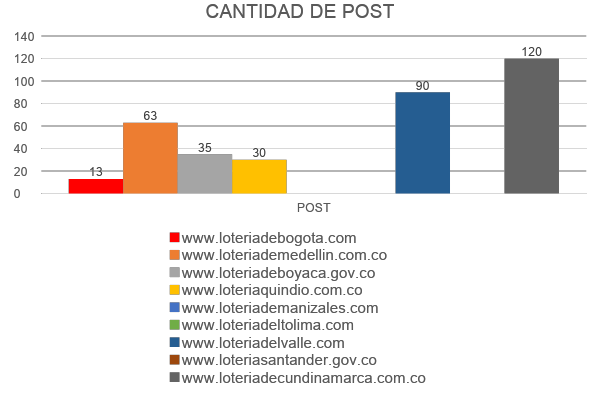 CANTIDAD DE POST
140
120
100
80
60
40
20
0
13
63
35
30
90
120
POST
www.loteriadebogota.com
www.loteriademedellin.com.co
www.loteriadeboyaca.gov.co
www.loteriaquindio.com.co
www.loteriademanizales.com
www.loteriadeltolima.com
www.loteriadelvalle.com
www.loteriasantander.gov.co
www.loteriadecundinamarca.com.co